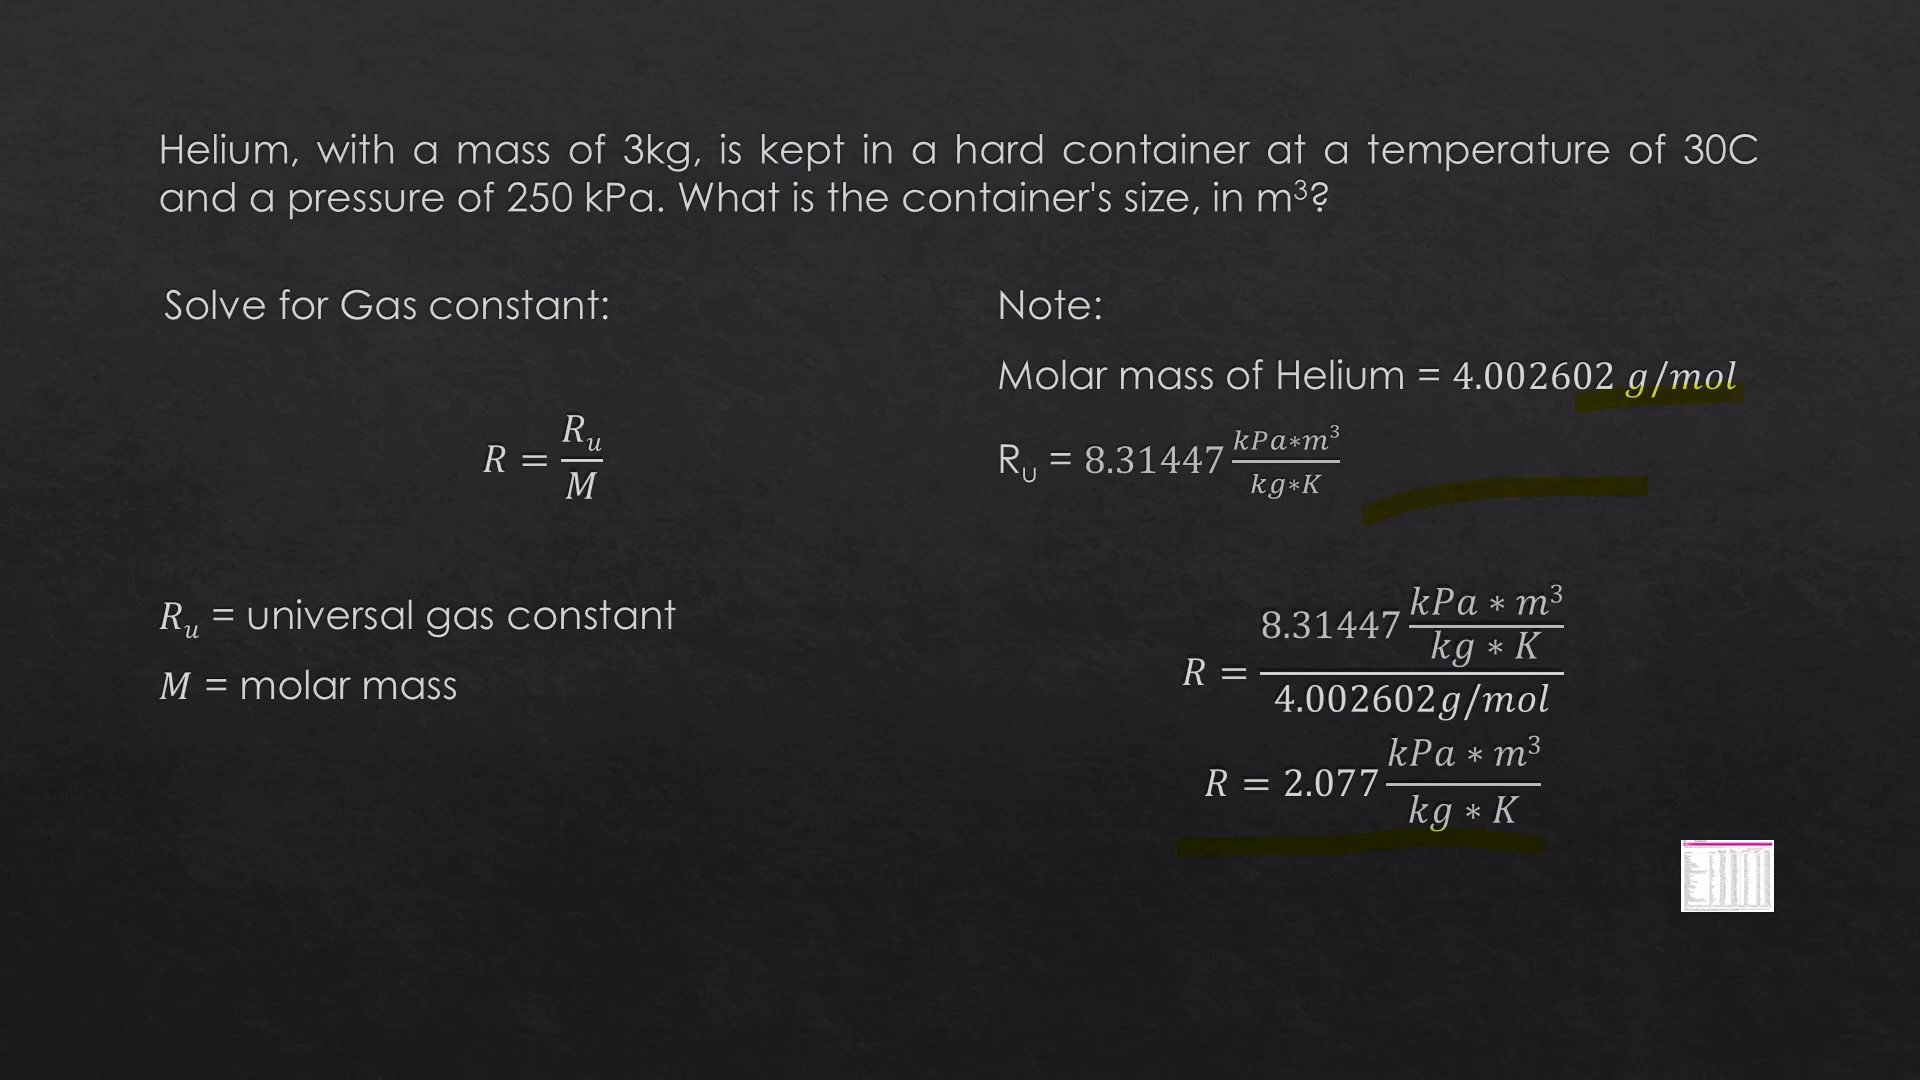 Helium, with a mass of 3kg, is kept in a hard container at a temperature of 30C
and a pressure of 250 kPa. What is the container's size, in m³?
Solve for Gas constant:
R = R_u / M
R_u = universal gas constant
M = molar mass
Note:
Molar mass of Helium = 4.002602 g/mol
R_u = 8.31447 kPa∗m³ / kg∗K
R = 8.31447 kPa ∗ m³ / kg ∗ K / 4.002602g/mol
R = 2.077 kPa ∗ m³ / kg ∗ K